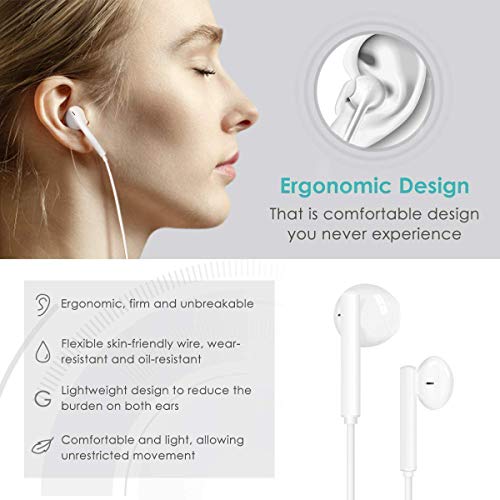 Ergonomic Design
That is comfortable design
you never experience
Ergonomic, firm and unbreakable
Flexible skin-friendly wire, wear-
resistant and oil-resistant
Lightweight design to reduce the
burden on both ears
Comfortable and light, allowing
unrestricted movement